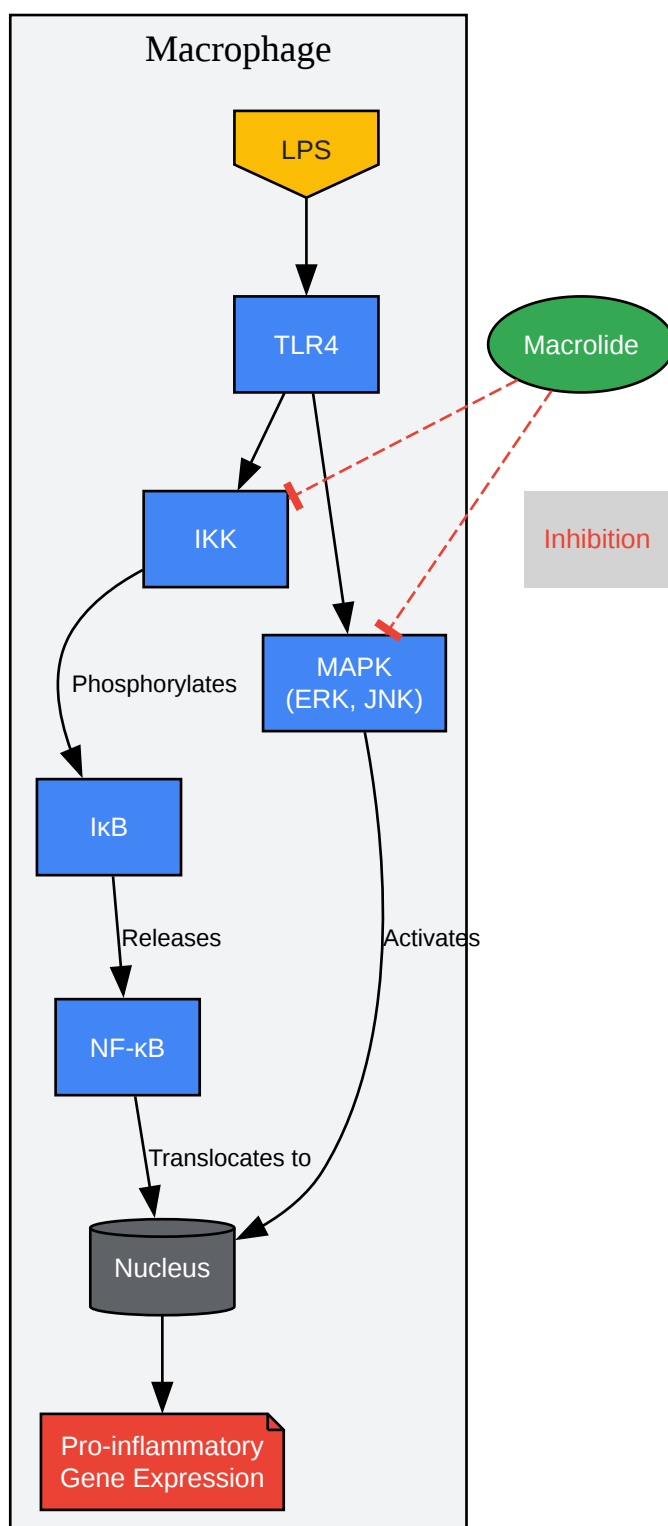 Macrophage
LPS
TLR4
Macrolide
IKK
Inhibition
MAPK
(ERK, JNK)
Phosphorylates
IκB
Releases
Activates
NF-κB
Translocates to
Nucleus
Pro-inflammatory
Gene Expression